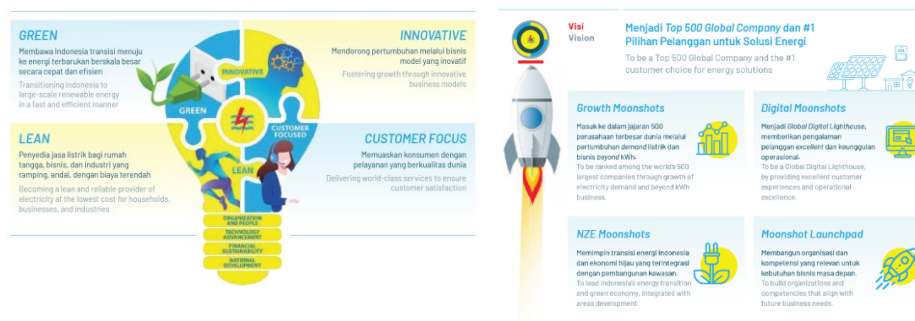 GREEN
Membawa Indonesia transisi menuju
ke energi terbarukan berskala besar
secara cepat dan efisien
Transitioning Indonesia to
large-scale renewable energy
in a fast and efficient manner
INNOVATIVE
Mendorong pertumbuhan melalui bisnis
model yang inovatif
Fostering growth through innovative
business models
LEAN
Penyedia jasa listrik bagi rumah
tangga, bisnis, dan industri yang
ramping, andal, dengan biaya terendah
Becoming a lean and reliable provider of
electricity at the lowest cost for households,
businesses, and industries
CUSTOMER FOCUS
Memuaskan konsumen dengan
pelayanan yang berkualitas dunia
Delivering world-class services to ensure
customer satisfaction
INNOVATIVE
GREEN
CUSTOMER
FOCUSED
LEAN
ORGANIZATION
AND PEOPLE
TECHNOLOGY
ADVANCEMENT
FINANCIAL
SUSTAINABILITY
NATIONAL
DEVELOPMENT
Visi
Vision
Menjadi Top 500 Global Company dan #1
Pilihan Pelanggan untuk Solusi Energi
To be a Top 500 Global Company and the #1
customer choice for energy solutions
Growth Moonshots
Masuk ke dalam jajaran 500
perusahaan terbesar dunia melalui
pertumbuhan demand listrik dan
bisnis beyond kWh.
To be ranked among the world's 500
largest companies through growth of
electricity demand and beyond kWh
business.
Digital Moonshots
Menjadi Global Digital Lighthouse,
memberikan pengalaman
pelanggan excellent dan keunggulan
operasional.
To be a Global Digital Lighthouse,
by providing excellent customer
experiences and operational
excellence.
NZE Moonshots
Memimpin transisi energi Indonesia
dan ekonomi hijau yang terintegrasi
dengan pembangunan kawasan.
To lead Indonesia's energy transition
and green economy, integrated with
areas development.
Moonshot Launchpad
Membangun organisasi dan
kompetensi yang relevan untuk
kebutuhan bisnis masa depan.
To build organizations and
competencies that align with
future business needs.